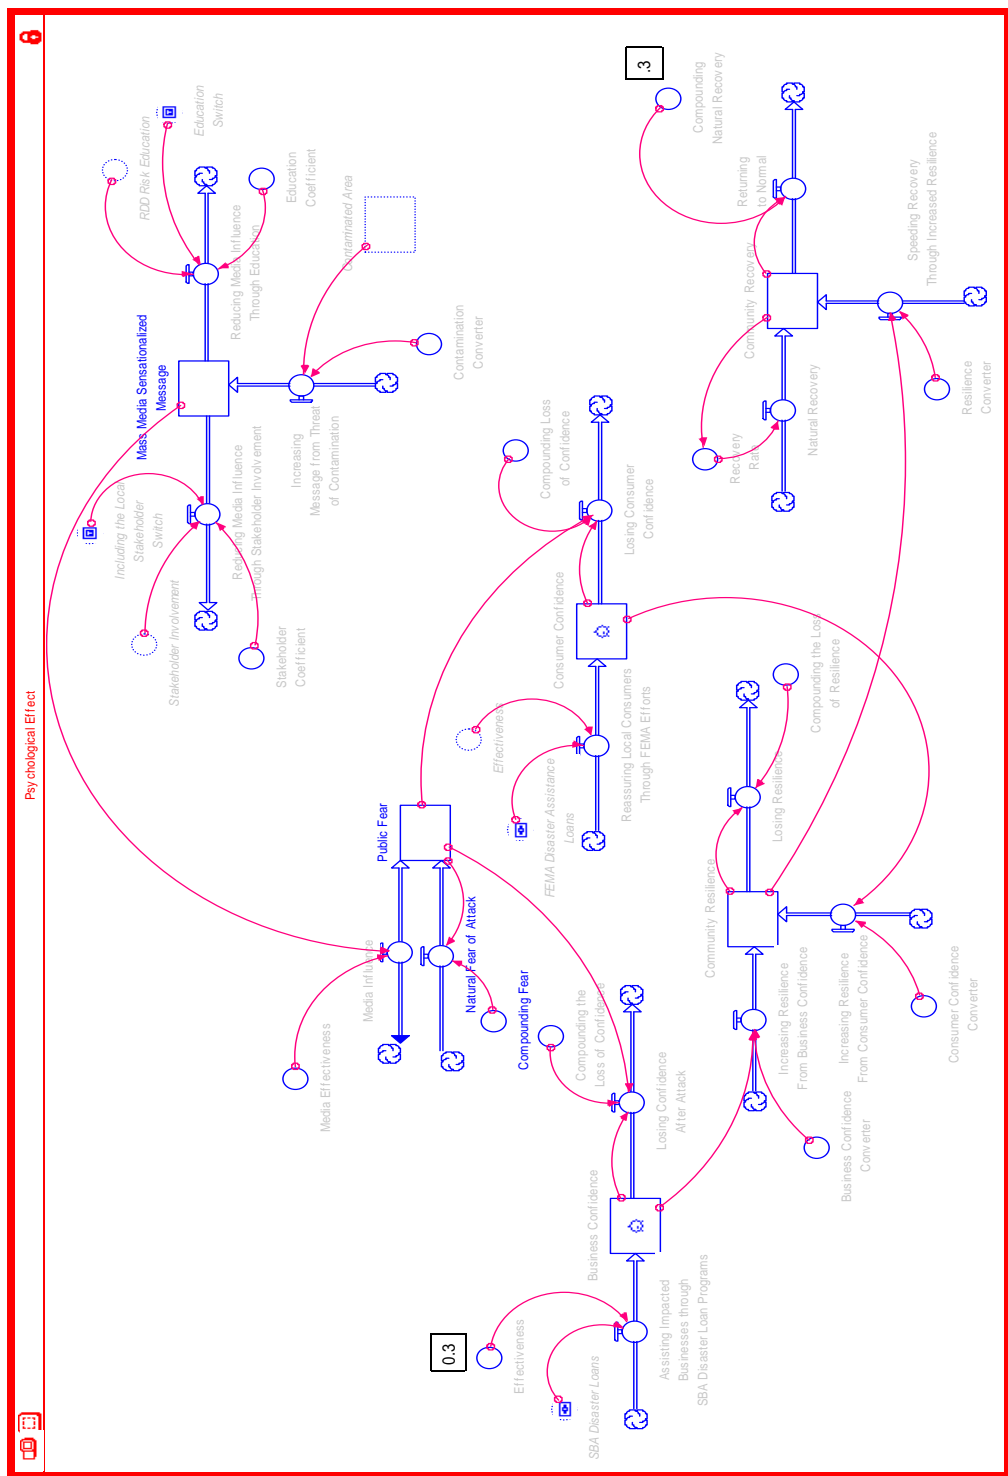 Psychological Effect
RDD Risk Education
Education
Switch
Reducing Media Influence
Through Education
Education
Coefficient
Contaminated Area
Mass Media Sensationalized
Message
Contamination
Converter
Increasing
Message from Threat
of Contamination
Including the Local
Stakeholder
Switch
Reducing Media Influence
Through Stakeholder Involvement
Stakeholder Involvement
Stakeholder
Coefficient
.3
Compounding
Natural Recovery
Returning
to Normal
Community Recovery
Speeding Recovery
Through Increased Resilience
Recovery
Rate
Natural Recovery
Resilience
Converter
Compounding Loss
of Confidence
Losing Consumer
Confidence
Consumer Confidence
Effectiveness
Reassuring Local Consumers
Through FEMA Efforts
FEMA Disaster Assistance
Loans
Public Fear
Media Influence
Natural Fear of Attack
Media Effectiveness
Compounding Fear
Compounding the Loss
of Resilience
Losing Resilience
Community Resilience
Increasing Resilience
From Business Confidence
Increasing Resilience
From Consumer Confidence
Consumer Confidence
Converter
Business Confidence
Converter
Compounding the
Loss of Confidence
Losing Confidence
After Attack
Business Confidence
0.3
Effectiveness
SBA Disaster Loans
Assisting Impacted
Businesses through
SBA Disaster Loan Programs